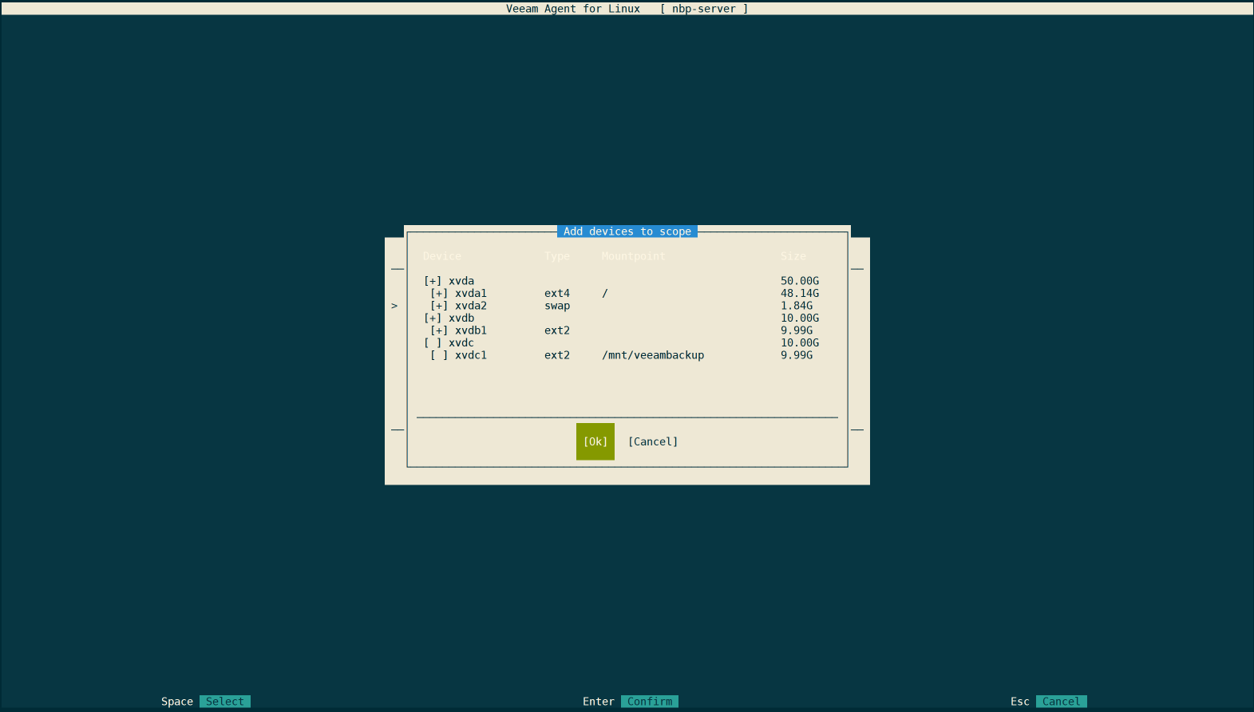 Veeam Agent for Linux [ nbp-server ]
Add devices to scope
Device Type Mountpoint Size
[+] xvda 50.00G
[+] xvda1 ext4 / 48.14G
> [+] xvda2 swap 1.84G
[+] xvdb 10.00G
[+] xvdb1 ext2 9.99G
[ ] xvdc 10.00G
[ ] xvdc1 ext2 /mnt/veeambackup 9.99G
[Ok] [Cancel]
Space Select Enter Confirm Esc Cancel